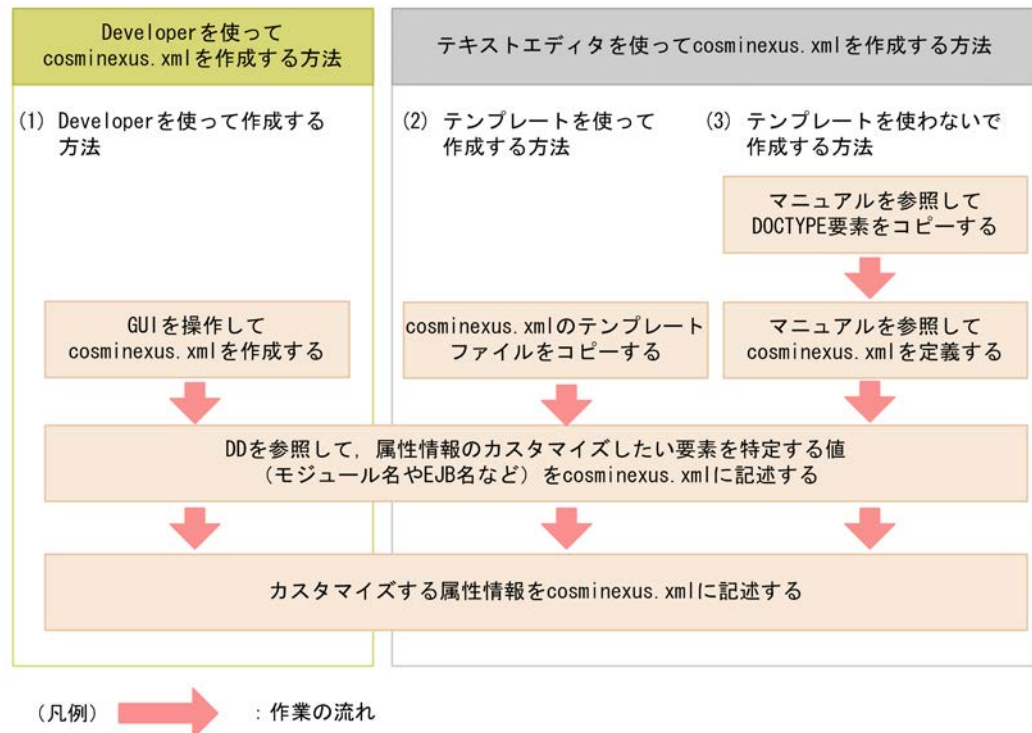 Developerを使って
cosminexus.xmlを作成する方法
テキストエディタを使ってcosminexus.xmlを作成する方法
(1) Developerを使って作成する
方法
(2) テンプレートを使って
作成する方法
(3) テンプレートを使わないで
作成する方法
マニュアルを参照して
DOCTYPE要素をコピーする
GUIを操作して
cosminexus.xmlを作成する
cosminexus.xmlのテンプレート
ファイルをコピーする
マニュアルを参照して
cosminexus.xmlを定義する
DDを参照して，属性情報のカスタマイズしたい要素を特定する値
（モジュール名やEJB名など）をcosminexus.xmlに記述する
カスタマイズする属性情報をcosminexus.xmlに記述する
（凡例） ：作業の流れ